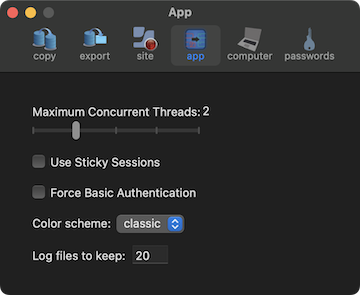 App
copy export site app computer passwords
Maximum Concurrent Threads: 2
Use Sticky Sessions
Force Basic Authentication
Color scheme: classic
Log files to keep: 20